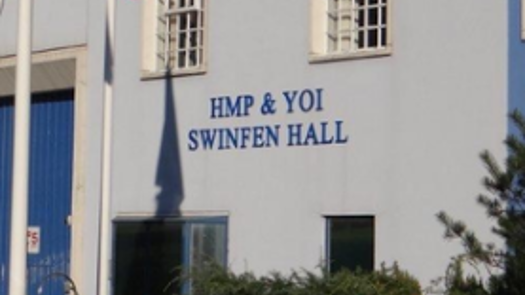 HMP & YOI
SWINFEN HALL